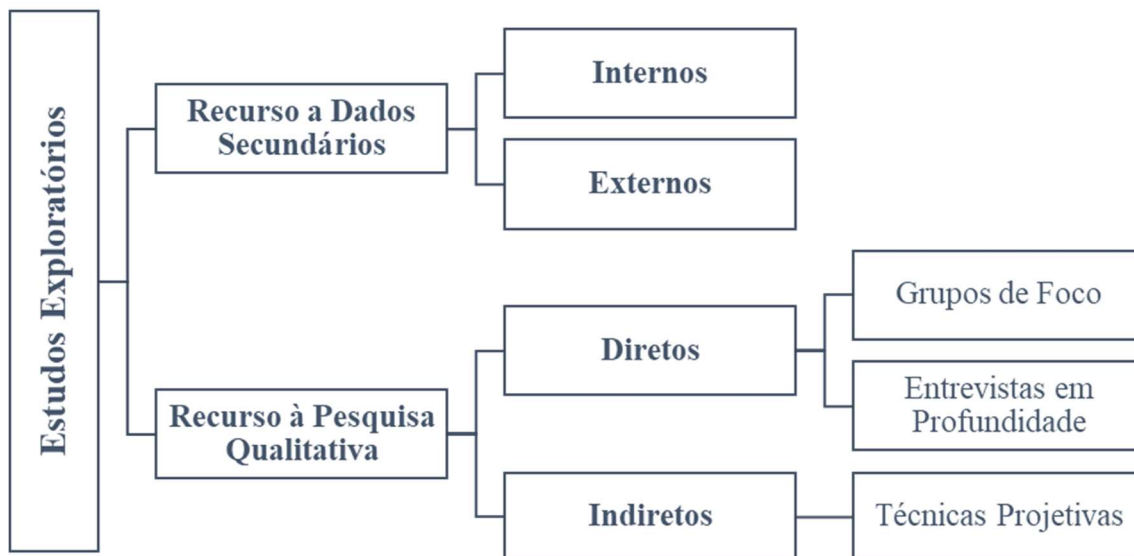 Estudos Exploratórios
Recurso a Dados
Secundários
Internos
Externos
Recurso à Pesquisa
Qualitativa
Diretos
Grupos de Foco
Entrevistas em
Profundidade
Indiretos
Técnicas Projetivas